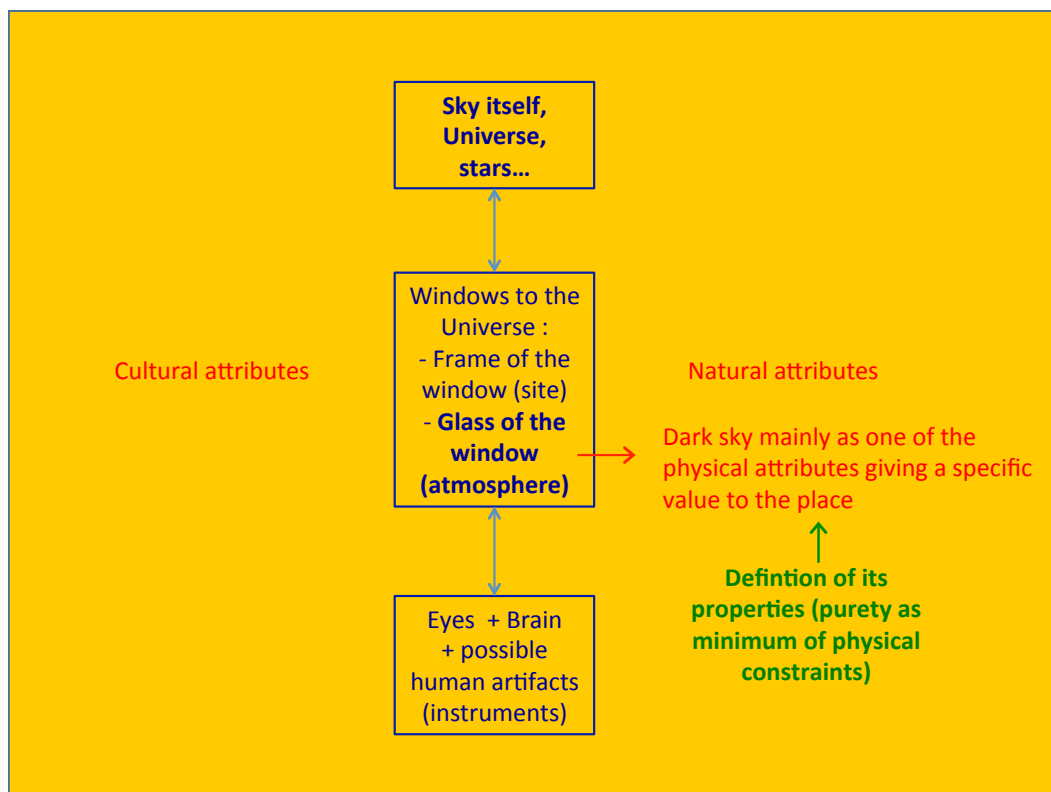 Sky itself,
Universe,
stars…
Windows to the
Universe :
- Frame of the
window (site)
- Glass of the
window
(atmosphere)
Cultural attributes
Natural attributes
Dark sky mainly as one of the
physical attributes giving a specific
value to the place
Defintion of its
properties (purety as
minimum of physical
constraints)
Eyes + Brain
+ possible
human artifacts
(instruments)